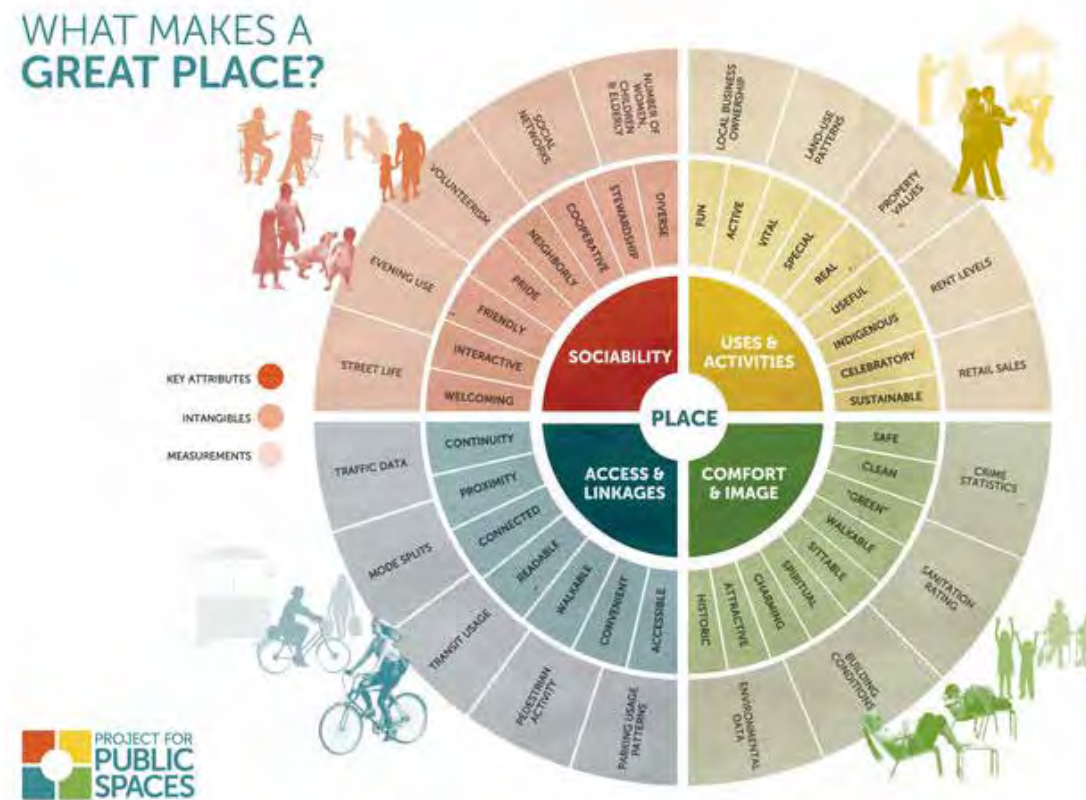 WHAT MAKES A
GREAT PLACE?
NUMBER OF
WOMEN,
CHILDREN
& ELDERLY
SOCIAL
NETWORKS
VOLUNTEERISM
EVENING USE
STREET LIFE
DIVERSE
STEWARDSHIP
COOPERATIVE
NEIGHBORLY
PRIDE
FRIENDLY
INTERACTIVE
WELCOMING
SOCIABILITY
LOCAL BUSINESS
OWNERSHIP
LAND-USE
PATTERNS
PROPERTY
VALUES
RENT LEVELS
RETAIL SALES
FUN
ACTIVE
VITAL
SPECIAL
REAL
USEFUL
INDIGENOUS
CELEBRATORY
SUSTAINABLE
USES &
ACTIVITIES
PLACE
KEY ATTRIBUTES
INTANGIBLES
MEASUREMENTS
ACCESS &
LINKAGES
CONTINUITY
PROXIMITY
CONNECTED
READABLE
WALKABLE
CONVENIENT
ACCESSIBLE
TRAFFIC DATA
MODE SPLITS
TRANSIT USAGE
PEDESTRIAN
ACTIVITY
PARKING USAGE
PATTERNS
COMFORT
& IMAGE
SAFE
CLEAN
"GREEN"
WALKABLE
SITTABLE
SPIRITUAL
CHARMING
ATTRACTIVE
HISTORIC
CRIME
STATISTICS
SANITATION
RATING
BUILDING
CONDITIONS
ENVIRONMENTAL
DATA
PROJECT FOR
PUBLIC
SPACES